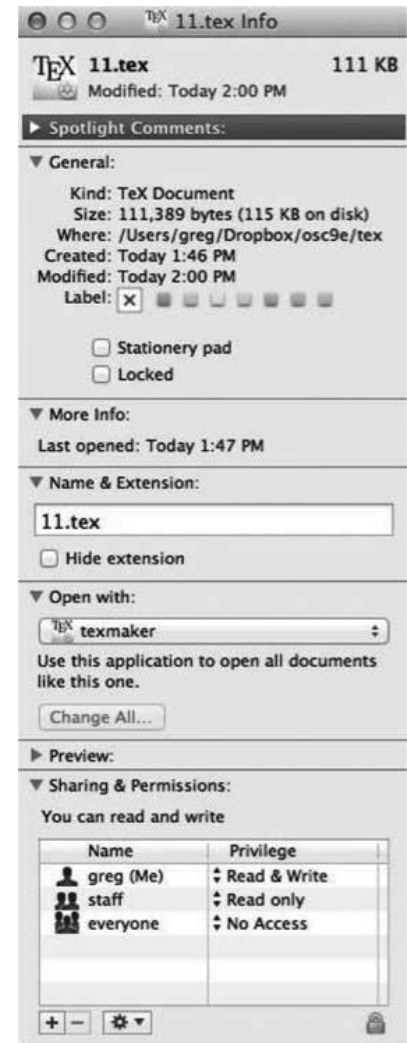 TEX 11.tex Info
TEX 11.tex 111 KB
Modified: Today 2:00 PM
Spotlight Comments:
General:
Kind: TeX Document
Size: 111,389 bytes (115 KB on disk)
Where: /Users/greg/Dropbox/osc9e/tex
Created: Today 1:46 PM
Modified: Today 2:00 PM
Label: x
Stationery pad
Locked
More Info:
Last opened: Today 1:47 PM
Name & Extension:
11.tex
Hide extension
Open with:
TEX texmaker
Use this application to open all documents
like this one.
Change All...
Preview:
Sharing & Permissions:
You can read and write
Name Privilege
greg (Me) Read & Write
staff Read only
everyone No Access